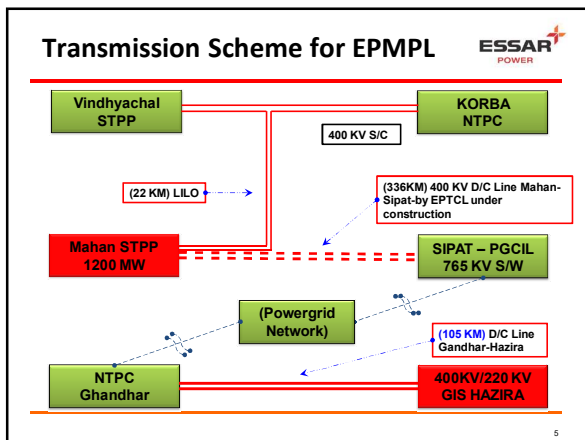 Transmission Scheme for EPMPL
ESSAR
POWER
Vindhyachal
STPP
KORBA
NTPC
400 KV S/C
(22 KM) LILO
(336KM) 400 KV D/C Line Mahan-
Sipat-by EPTCL under
construction
Mahan STPP
1200 MW
SIPAT – PGCIL
765 KV S/W
(Powergrid
Network)
(105 KM) D/C Line
Gandhar-Hazira
NTPC
Ghandhar
400KV/220 KV
GIS HAZIRA
5